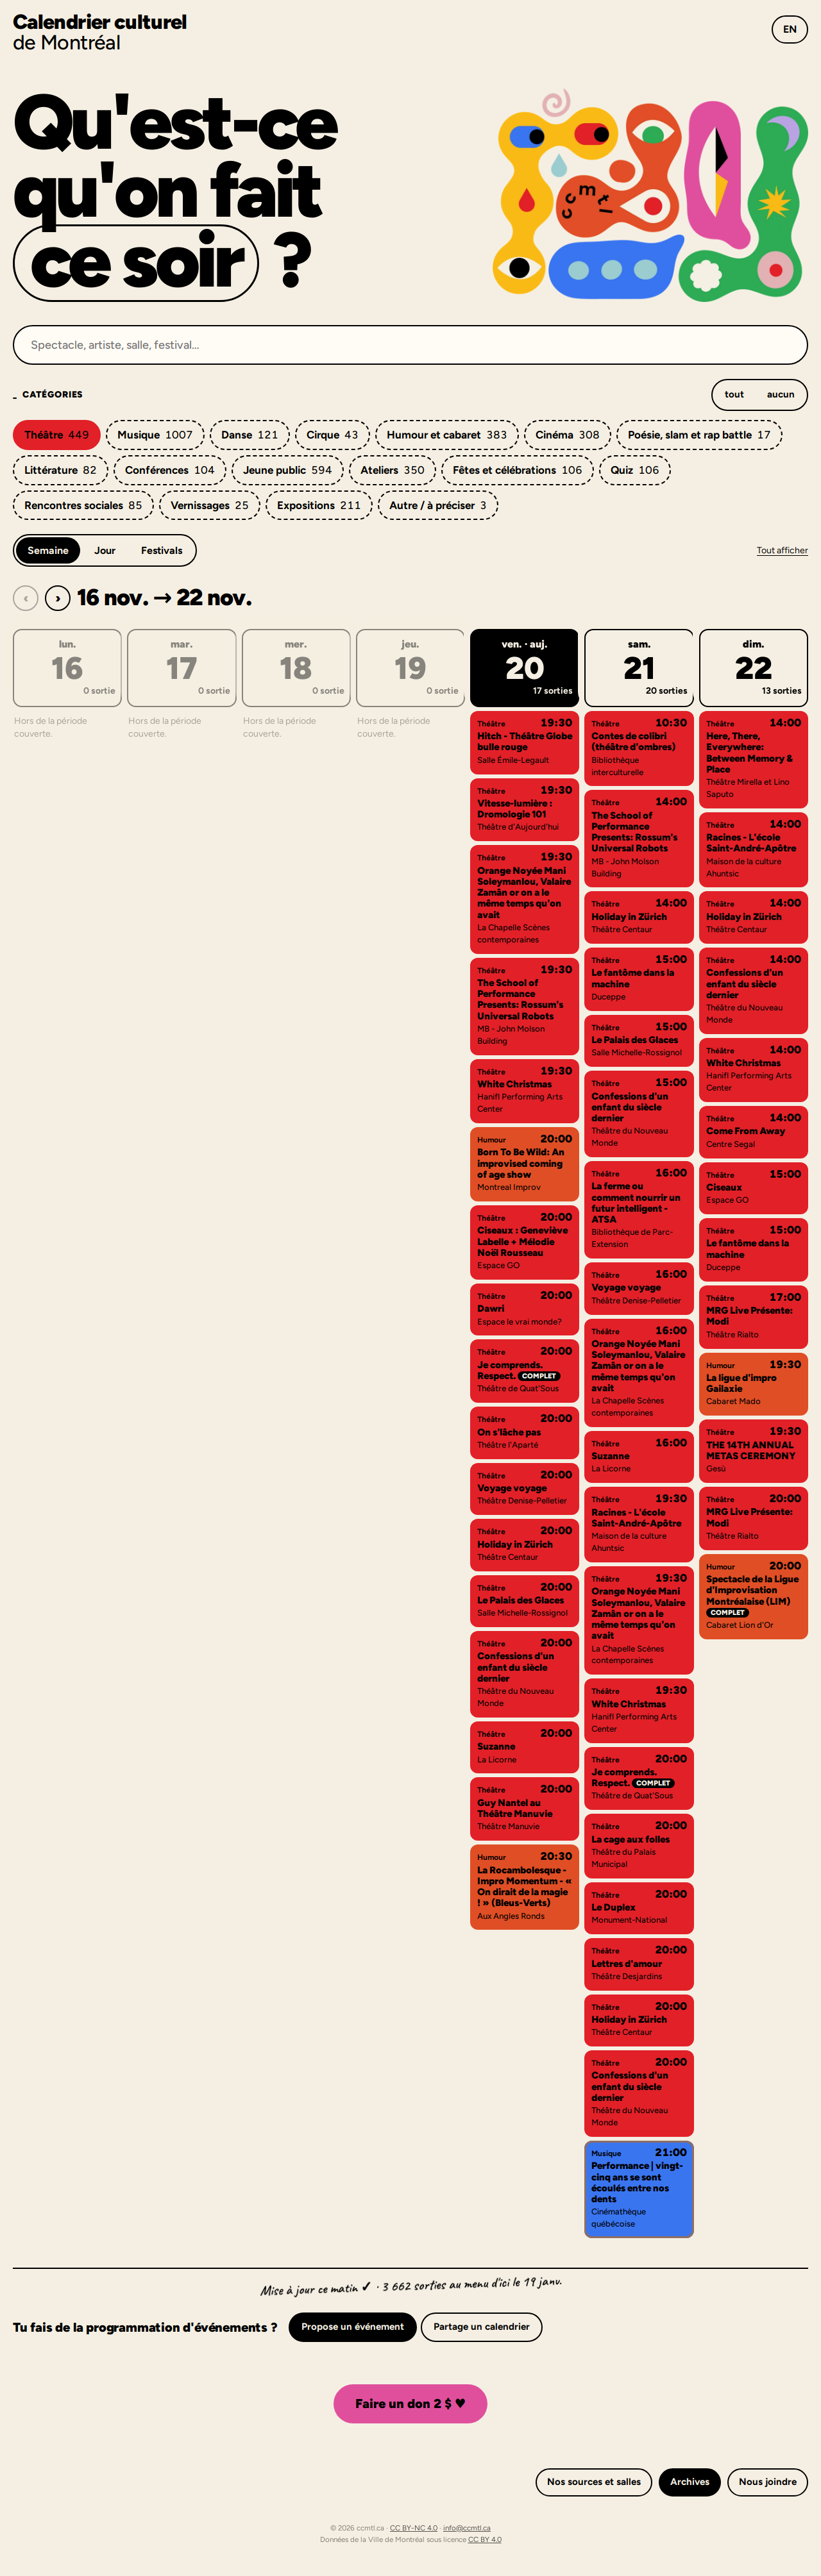 Calendrier culturel
de Montréal
EN
Qu'est-ce
qu'on fait
ce soir ?
ccmtl
Spectacle, artiste, salle, festival...
CATÉGORIES
tout aucun
Théâtre 449 Musique 1007 Danse 121 Cirque 43 Humour et cabaret 383 Cinéma 308 Poésie, slam et rap battle 17
Littérature 82 Conférences 104 Jeune public 594 Ateliers 350 Fêtes et célébrations 106 Quiz 106
Rencontres sociales 85 Vernissages 25 Expositions 211 Autre / à préciser 3
Semaine Jour Festivals
Tout afficher
‹ › 16 nov. → 22 nov.
lun.
16
0 sortie
Hors de la période
couverte.
mar.
17
0 sortie
Hors de la période
couverte.
mer.
18
0 sortie
Hors de la période
couverte.
jeu.
19
0 sortie
Hors de la période
couverte.
ven. · auj.
20
17 sorties
Théâtre 19:30
Hitch - Théâtre Globe
bulle rouge
Salle Émile-Legault
Théâtre 19:30
Vitesse-lumière :
Dromologie 101
Théâtre d'Aujourd'hui
Théâtre 19:30
Orange Noyée Mani
Soleymanlou, Valaire
Zamân or on a le
même temps qu'on
avait
La Chapelle Scènes
contemporaines
Théâtre 19:30
The School of
Performance
Presents: Rossum's
Universal Robots
MB - John Molson
Building
Théâtre 19:30
White Christmas
Hanifl Performing Arts
Center
Humour 20:00
Born To Be Wild: An
improvised coming
of age show
Montreal Improv
Théâtre 20:00
Ciseaux : Geneviève
Labelle + Mélodie
Noël Rousseau
Espace GO
Théâtre 20:00
Dawri
Espace le vrai monde?
Théâtre 20:00
Je comprends.
Respect. COMPLET
Théâtre de Quat'Sous
Théâtre 20:00
On s'lâche pas
Théâtre l'Aparté
Théâtre 20:00
Voyage voyage
Théâtre Denise-Pelletier
Théâtre 20:00
Holiday in Zürich
Théâtre Centaur
Théâtre 20:00
Le Palais des Glaces
Salle Michelle-Rossignol
Théâtre 20:00
Confessions d'un
enfant du siècle
dernier
Théâtre du Nouveau
Monde
Théâtre 20:00
Suzanne
La Licorne
Théâtre 20:00
Guy Nantel au
Théâtre Manuvie
Théâtre Manuvie
Humour 20:30
La Rocambolesque -
Impro Momentum - «
On dirait de la magie
! » (Bleus-Verts)
Aux Angles Ronds
sam.
21
20 sorties
Théâtre 10:30
Contes de colibri
(théâtre d'ombres)
Bibliothèque
interculturelle
Théâtre 14:00
The School of
Performance
Presents: Rossum's
Universal Robots
MB - John Molson
Building
Théâtre 14:00
Holiday in Zürich
Théâtre Centaur
Théâtre 15:00
Le fantôme dans la
machine
Duceppe
Théâtre 15:00
Le Palais des Glaces
Salle Michelle-Rossignol
Théâtre 15:00
Confessions d'un
enfant du siècle
dernier
Théâtre du Nouveau
Monde
Théâtre 16:00
La ferme ou
comment nourrir un
futur intelligent -
ATSA
Bibliothèque de Parc-
Extension
Théâtre 16:00
Voyage voyage
Théâtre Denise-Pelletier
Théâtre 16:00
Orange Noyée Mani
Soleymanlou, Valaire
Zamân or on a le
même temps qu'on
avait
La Chapelle Scènes
contemporaines
Théâtre 16:00
Suzanne
La Licorne
Théâtre 19:30
Racines - L'école
Saint-André-Apôtre
Maison de la culture
Ahuntsic
Théâtre 19:30
Orange Noyée Mani
Soleymanlou, Valaire
Zamân or on a le
même temps qu'on
avait
La Chapelle Scènes
contemporaines
Théâtre 19:30
White Christmas
Hanifl Performing Arts
Center
Théâtre 20:00
Je comprends.
Respect. COMPLET
Théâtre de Quat'Sous
Théâtre 20:00
La cage aux folles
Théâtre du Palais
Municipal
Théâtre 20:00
Le Duplex
Monument-National
Théâtre 20:00
Lettres d'amour
Théâtre Desjardins
Théâtre 20:00
Holiday in Zürich
Théâtre Centaur
Théâtre 20:00
Confessions d'un
enfant du siècle
dernier
Théâtre du Nouveau
Monde
Musique 21:00
Performance | vingt-
cinq ans se sont
écoulés entre nos
dents
Cinémathèque
québécoise
dim.
22
13 sorties
Théâtre 14:00
Here, There,
Everywhere:
Between Memory &
Place
Théâtre Mirella et Lino
Saputo
Théâtre 14:00
Racines - L'école
Saint-André-Apôtre
Maison de la culture
Ahuntsic
Théâtre 14:00
Holiday in Zürich
Théâtre Centaur
Théâtre 14:00
Confessions d'un
enfant du siècle
dernier
Théâtre du Nouveau
Monde
Théâtre 14:00
White Christmas
Hanifl Performing Arts
Center
Théâtre 14:00
Come From Away
Centre Segal
Théâtre 15:00
Ciseaux
Espace GO
Théâtre 15:00
Le fantôme dans la
machine
Duceppe
Théâtre 17:00
MRG Live Présente:
Modi
Théâtre Rialto
Humour 19:30
La ligue d'impro
Gailaxie
Cabaret Mado
Théâtre 19:30
THE 14TH ANNUAL
METAS CEREMONY
Gesù
Théâtre 20:00
MRG Live Présente:
Modi
Théâtre Rialto
Humour 20:00
Spectacle de la Ligue
d'Improvisation
Montréalaise (LIM)
COMPLET
Cabaret Lion d'Or
Mise à jour ce matin ✓ · 3 662 sorties au menu d'ici le 19 janv.
Tu fais de la programmation d'événements ? Propose un événement Partage un calendrier
Faire un don 2 $ ♥
Nos sources et salles Archives Nous joindre
© 2026 ccmtl.ca · CC BY-NC 4.0 · info@ccmtl.ca
Données de la Ville de Montréal sous licence CC BY 4.0